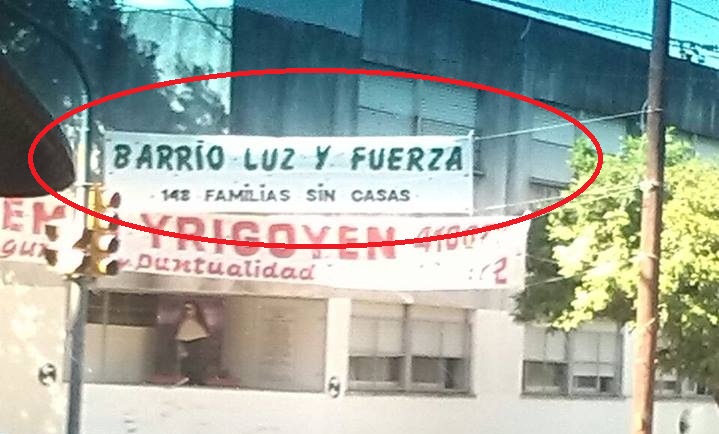 BARRIO LUZ Y FUERZA
148 FAMILIAS SIN CASAS
YRIGOYEN
y puntualidad